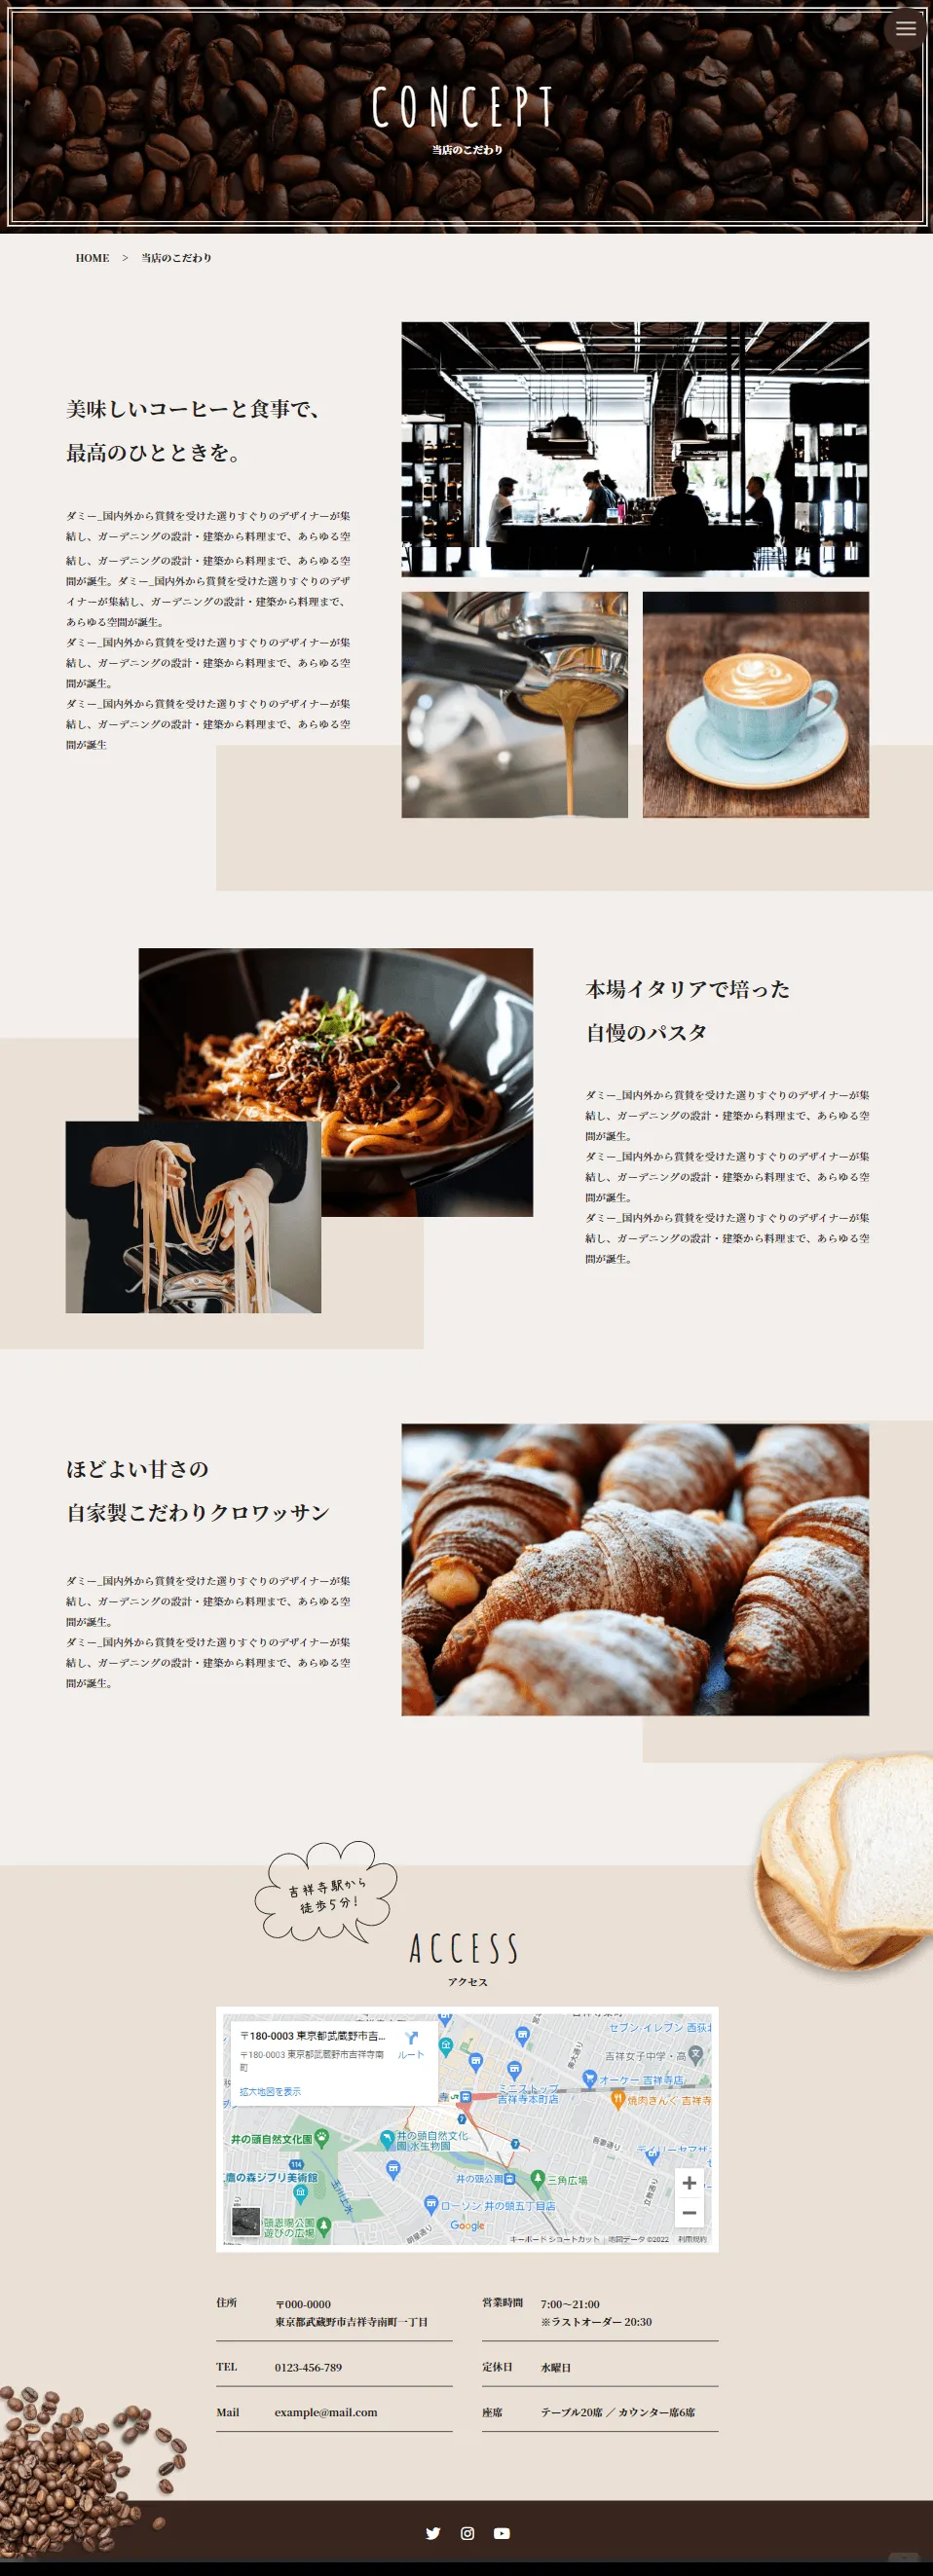 CONCEPT
当店のこだわり
HOME > 当店のこだわり
美味しいコーヒーと食事で、
最高のひとときを。
ダミー_国内外から賞賛を受けた選りすぐりのデザイナーが集
結し、ガーデニングの設計・建築から料理まで、あらゆる空
結し、ガーデニングの設計・建築から料理まで、あらゆる空
間が誕生。ダミー_国内外から賞賛を受けた選りすぐりのデザ
イナーが集結し、ガーデニングの設計・建築から料理まで、
あらゆる空間が誕生。
ダミー_国内外から賞賛を受けた選りすぐりのデザイナーが集
結し、ガーデニングの設計・建築から料理まで、あらゆる空
間が誕生。
ダミー_国内外から賞賛を受けた選りすぐりのデザイナーが集
結し、ガーデニングの設計・建築から料理まで、あらゆる空
間が誕生
本場イタリアで培った
自慢のパスタ
ダミー_国内外から賞賛を受けた選りすぐりのデザイナーが集
結し、ガーデニングの設計・建築から料理まで、あらゆる空
間が誕生。
ダミー_国内外から賞賛を受けた選りすぐりのデザイナーが集
結し、ガーデニングの設計・建築から料理まで、あらゆる空
間が誕生。
ダミー_国内外から賞賛を受けた選りすぐりのデザイナーが集
結し、ガーデニングの設計・建築から料理まで、あらゆる空
間が誕生。
ほどよい甘さの
自家製こだわりクロワッサン
ダミー_国内外から賞賛を受けた選りすぐりのデザイナーが集
結し、ガーデニングの設計・建築から料理まで、あらゆる空
間が誕生。
ダミー_国内外から賞賛を受けた選りすぐりのデザイナーが集
結し、ガーデニングの設計・建築から料理まで、あらゆる空
間が誕生。
吉祥寺駅から
徒歩5分!
ACCESS
アクセス
〒180-0003 東京都武蔵野市吉...
〒180-0003 東京都武蔵野市吉祥寺南
町
ルート
拡大地図を表示
セブン-イレブン 西荻
吉祥女子中学・高
オーケー 吉祥寺店
ミニストップ
吉祥寺本町店
焼肉きんぐ 吉祥寺
井の頭自然文化園
井の頭自然文化
園 水生物園
吉祥通り
114
7
7
鷹の森ジブリ美術館
井の頭公園
三角広場
玉川上水
立教通り
ローソン 井の頭五丁目店
頭恩賜公園
遊びの広場
明星通り
Google
キーボード ショートカット
地図データ ©2022
利用規約
住所
〒000-0000
東京都武蔵野市吉祥寺南町一丁目
TEL
0123-456-789
Mail
example@mail.com
営業時間
7:00〜21:00
※ラストオーダー 20:30
定休日
水曜日
座席
テーブル20席 ／ カウンター席6席